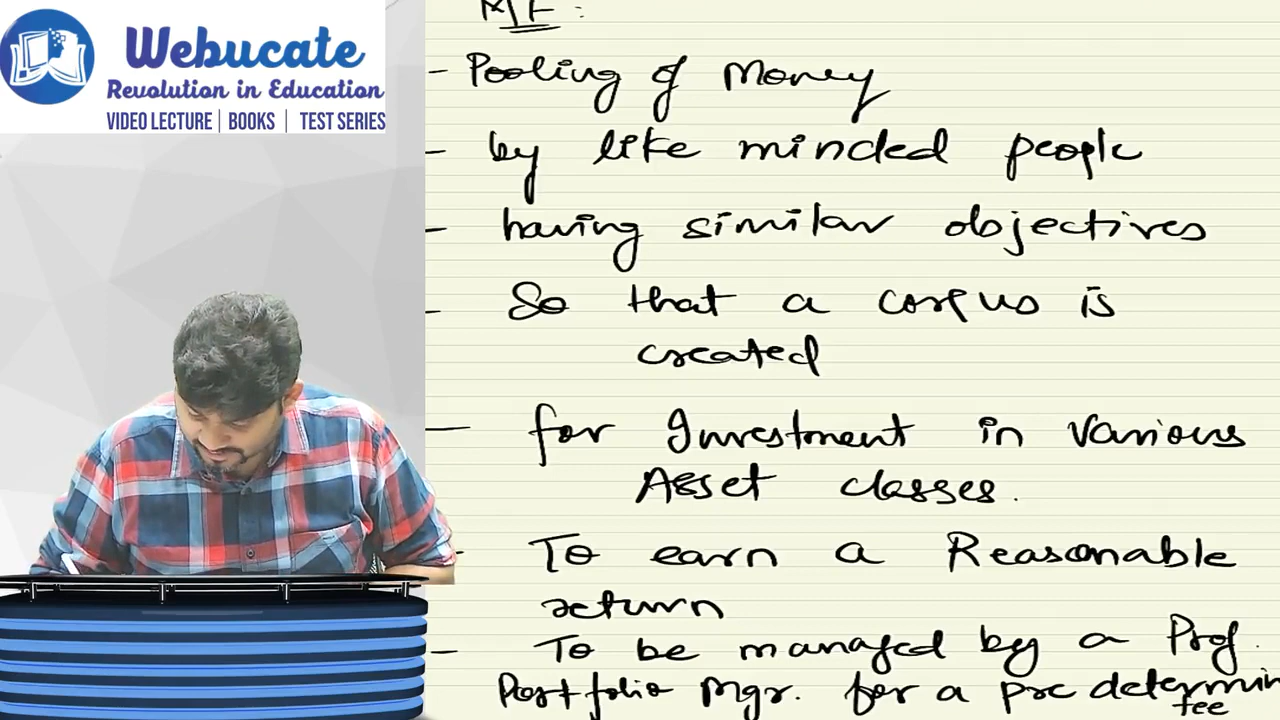 Webucate
Revolution in Education
VIDEO LECTURE | BOOKS | TEST SERIES
M/F :
- Pooling of Money
- by like minded people
- having similar objectives
- So that a corpus is
created
- for Investment in various
Asset classes.
- To earn a Reasonable
return
- To be managed by a Prof.
Portfolio Mgr. for a pre determin
fee